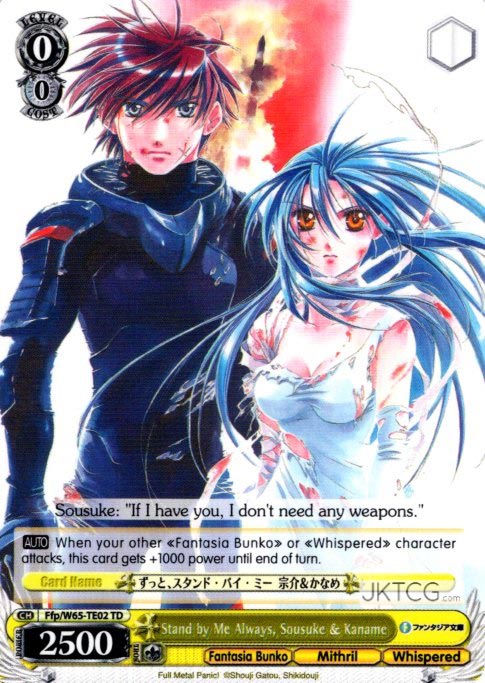 LEVEL
0
0
COST
Sousuke: "If I have you, I don't need any weapons."
AUTO When your other «Fantasia Bunko» or «Whispered» character
attacks, this card gets +1000 power until end of turn.
Card Name ずっと、スタンド・バイ・ミー 宗介&かなめ
JKTCG.com
CH Ffp/W65-TE02 TD
Stand by Me Always, Sousuke & Kaname
ファンタジア文庫
POWER 2500 SOUL
Fantasia Bunko Mithril Whispered
Full Metal Panic! ©Shouji Gatou, Shikidouji